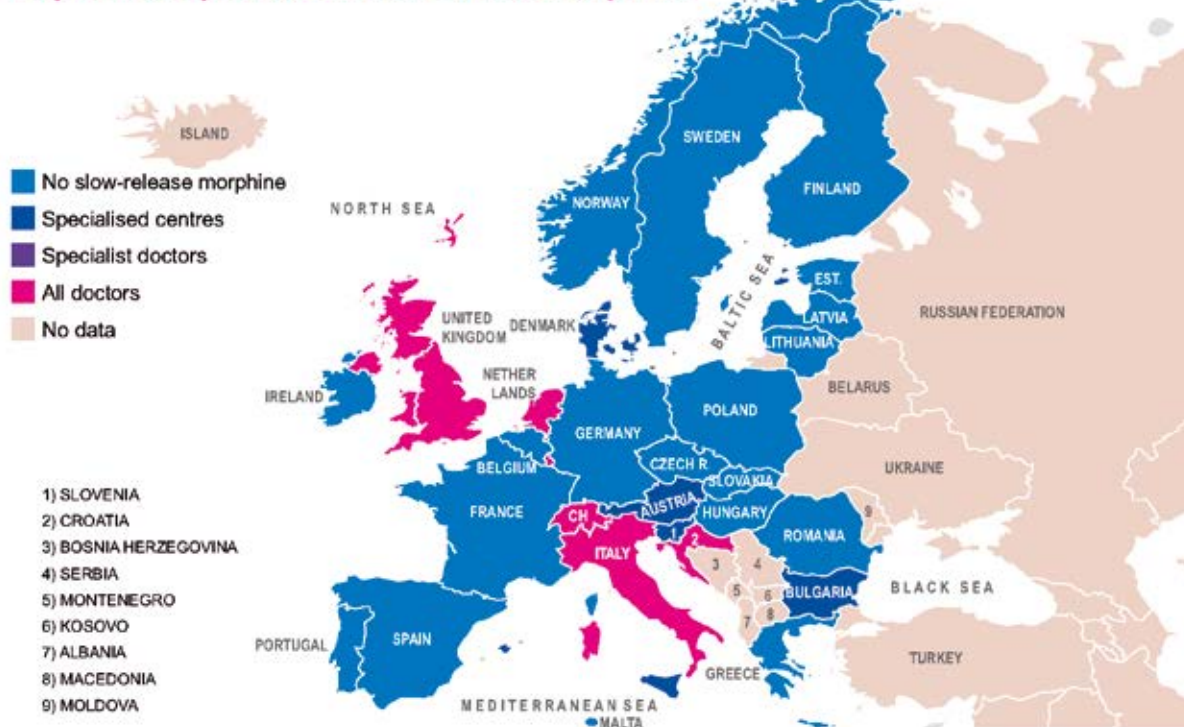 ISLAND
No slow-release morphine
Specialised centres
Specialist doctors
All doctors
No data
NORTH SEA
SWEDEN
NORWAY
FINLAND
BALTIC SEA
EST.
LATVIA
LITHUANIA
RUSSIAN FEDERATION
UNITED
KINGDOM
DENMARK
NETHER
LANDS
IRELAND
BELARUS
POLAND
GERMANY
BELGIUM
CZECH R.
SLOVAKIA
UKRAINE
FRANCE
CH
AUSTRIA
HUNGARY
ROMANIA
ITALY
1
2
3
4
5
6
7
8
9
BULGARIA
BLACK SEA
PORTUGAL
SPAIN
GREECE
TURKEY
MEDITERRANEAN SEA
MALTA
1) SLOVENIA
2) CROATIA
3) BOSNIA HERZEGOVINA
4) SERBIA
5) MONTENEGRO
6) KOSOVO
7) ALBANIA
8) MACEDONIA
9) MOLDOVA